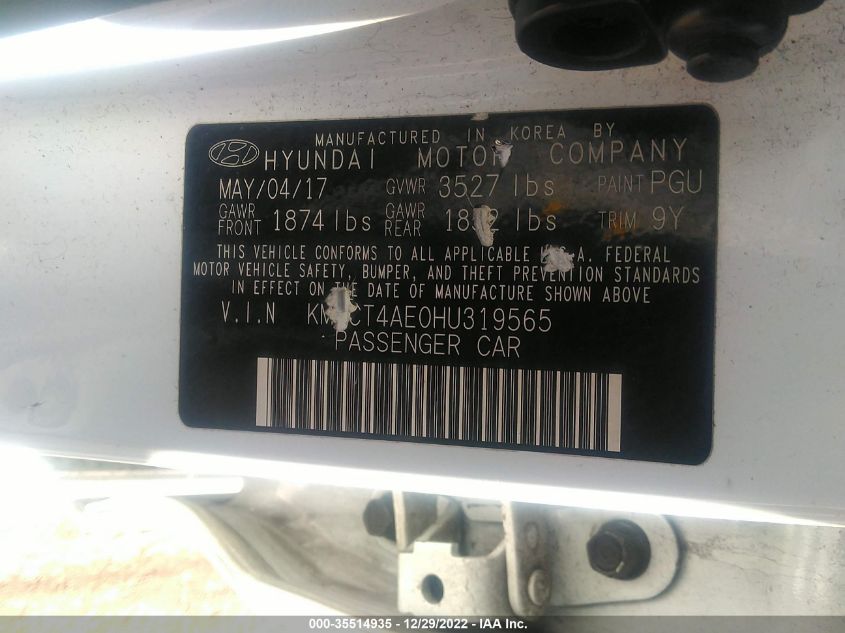 MANUFACTURED IN KOREA BY
HYUNDAI MOTOR COMPANY
MAY/04/17 GVWR 3527 lbs PAINT PGU
GAWR FRONT 1874 lbs GAWR REAR lbs TRIM 9Y
THIS VEHICLE CONFORMS TO ALL APPLICABLE U.S.A. FEDERAL
MOTOR VEHICLE SAFETY, BUMPER, AND THEFT PREVENTION STANDARDS
IN EFFECT ON THE DATE OF MANUFACTURE SHOWN ABOVE
V.I.N
PASSENGER CAR
000-35514935 - 12/29/2022 - IAA Inc.